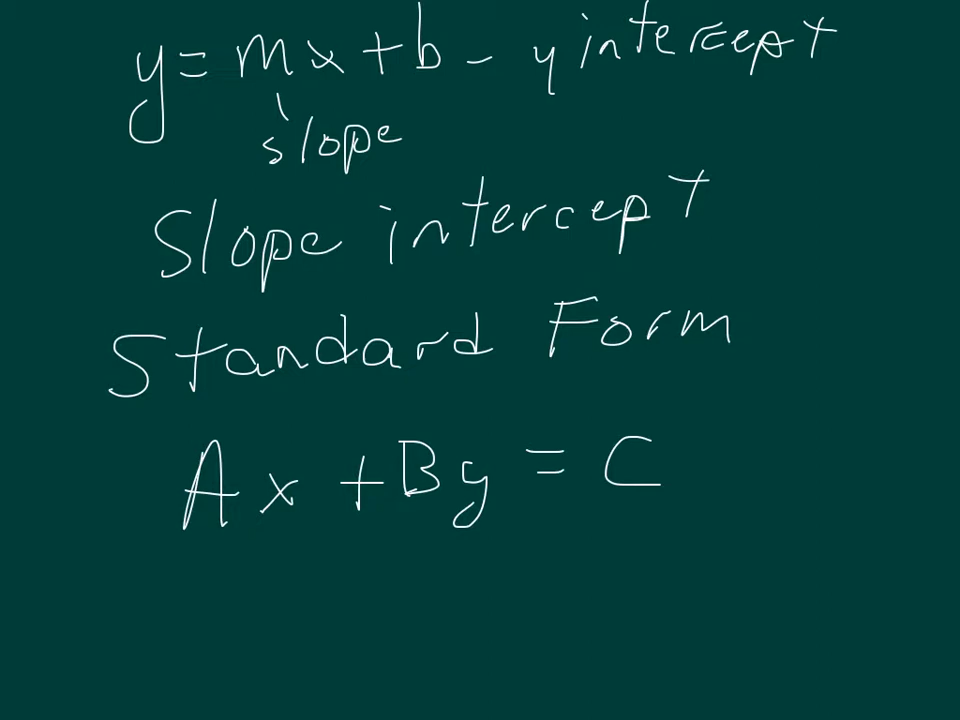 y = mx + b - y intercept
slope
Slope intercept
Standard Form
Ax + By = C